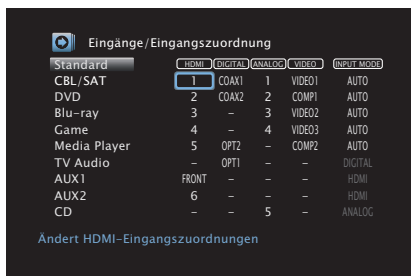 Eingänge/Eingangszuordnung
Standard HDMI DIGITAL ANALOG VIDEO INPUT MODE
CBL/SAT 1 COAX1 1 VIDEO1 AUTO
DVD 2 COAX2 2 COMP1 AUTO
Blu-ray 3 – 3 VIDEO2 AUTO
Game 4 – 4 VIDEO3 AUTO
Media Player 5 OPT2 – COMP2 AUTO
TV Audio – OPT1 – – DIGITAL
AUX1 FRONT – – – HDMI
AUX2 6 – – – HDMI
CD – – 5 – ANALOG
Ändert HDMI-Eingangszuordnungen